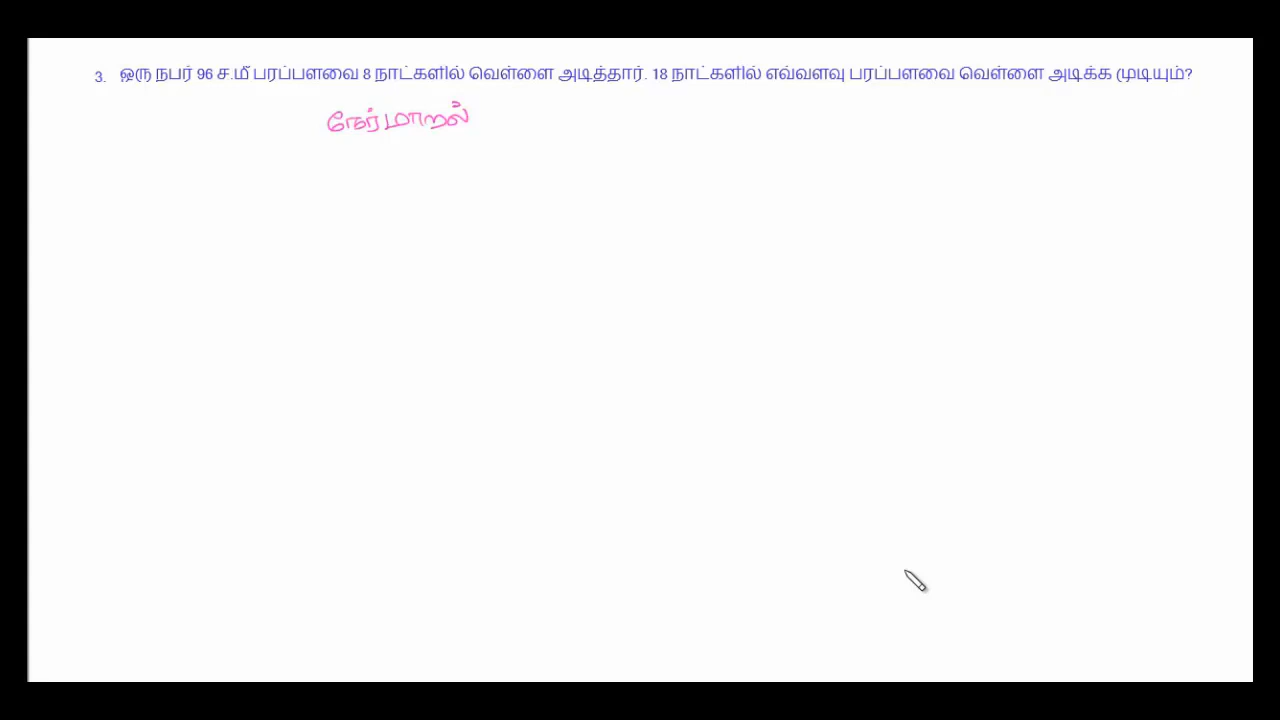 3. ஒரு நபர் 96 ச.மீ பரப்பளவை 8 நாட்களில் வெள்ளை அடித்தார். 18 நாட்களில் எவ்வளவு பரப்பளவை வெள்ளை அடிக்க முடியும்?
நேர்மாறல்